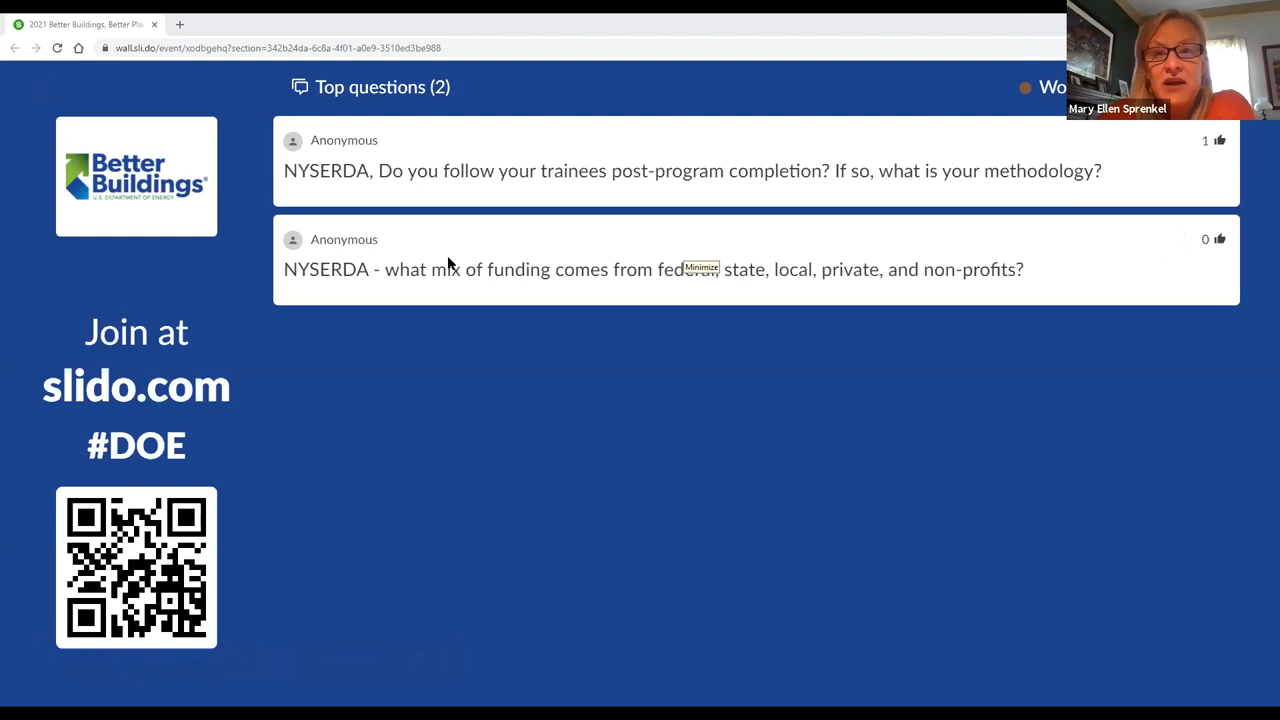 2021 Better Buildings, Better Pla
wall.sli.do/event/xodbgehq?section=342b24da-6c8a-4f01-a0e9-3510ed3be988
Top questions (2)
Mary Ellen Sprenkel
Better
Buildings®
U.S. DEPARTMENT OF ENERGY
Anonymous
1
NYSERDA, Do you follow your trainees post-program completion? If so, what is your methodology?
Anonymous
0
NYSERDA - what mix of funding comes from state, local, private, and non-profits?
Minimize
Join at
slido.com
#DOE